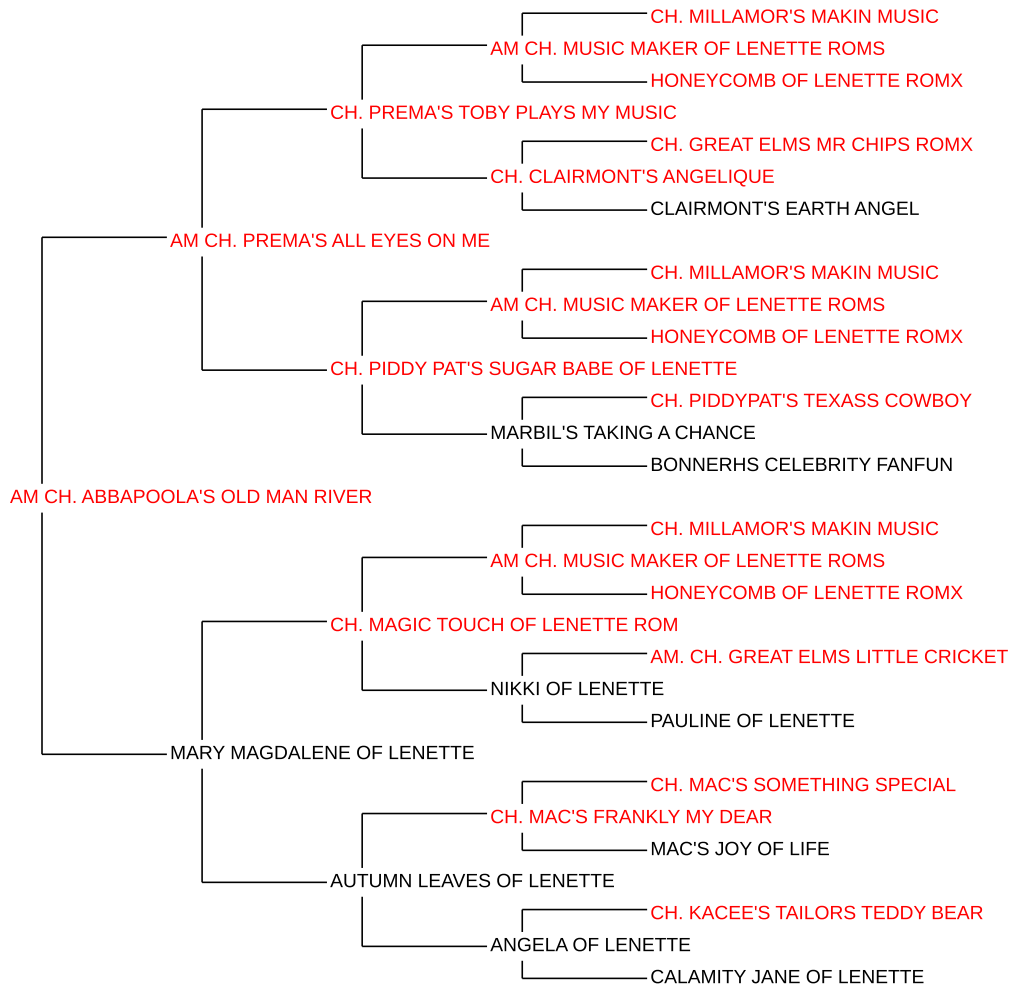 CH. MILLAMOR'S MAKIN MUSIC
AM CH. MUSIC MAKER OF LENETTE ROMS
HONEYCOMB OF LENETTE ROMX
CH. PREMA'S TOBY PLAYS MY MUSIC
CH. GREAT ELMS MR CHIPS ROMX
CH. CLAIRMONT'S ANGELIQUE
CLAIRMONT'S EARTH ANGEL
AM CH. PREMA'S ALL EYES ON ME
CH. MILLAMOR'S MAKIN MUSIC
AM CH. MUSIC MAKER OF LENETTE ROMS
HONEYCOMB OF LENETTE ROMX
CH. PIDDY PAT'S SUGAR BABE OF LENETTE
CH. PIDDYPAT'S TEXASS COWBOY
MARBIL'S TAKING A CHANCE
BONNERHS CELEBRITY FANFUN
AM CH. ABBAPOOLA'S OLD MAN RIVER
CH. MILLAMOR'S MAKIN MUSIC
AM CH. MUSIC MAKER OF LENETTE ROMS
HONEYCOMB OF LENETTE ROMX
CH. MAGIC TOUCH OF LENETTE ROM
AM. CH. GREAT ELMS LITTLE CRICKET
NIKKI OF LENETTE
PAULINE OF LENETTE
MARY MAGDALENE OF LENETTE
CH. MAC'S SOMETHING SPECIAL
CH. MAC'S FRANKLY MY DEAR
MAC'S JOY OF LIFE
AUTUMN LEAVES OF LENETTE
CH. KACEE'S TAILORS TEDDY BEAR
ANGELA OF LENETTE
CALAMITY JANE OF LENETTE